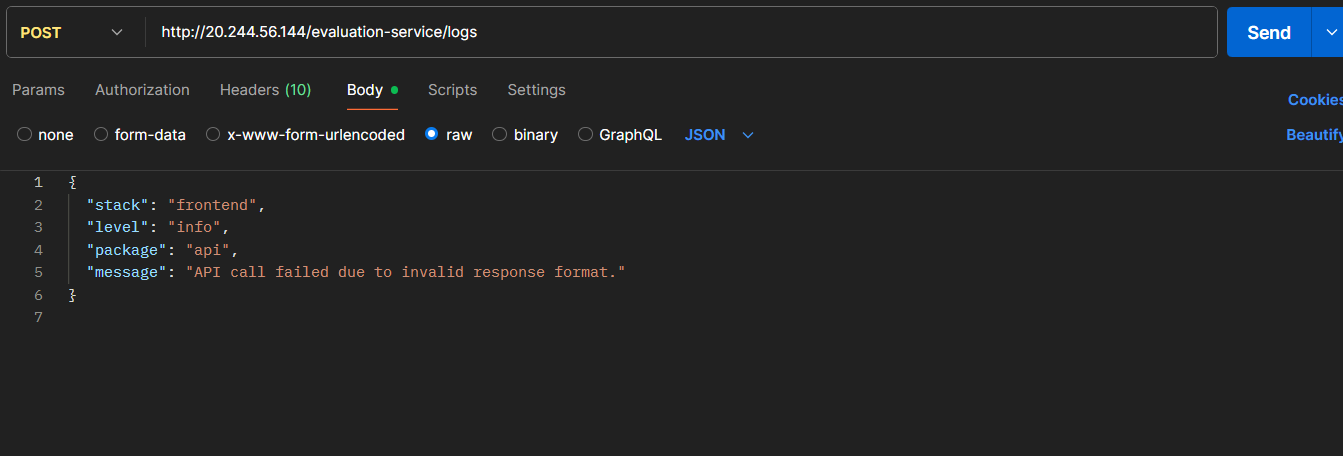 POST http://20.244.56.144/evaluation-service/logs Send
Params Authorization Headers (10) Body Scripts Settings
Cookies
none form-data x-www-form-urlencoded raw binary GraphQL JSON
Beautify
1 {
2 "stack": "frontend",
3 "level": "info",
4 "package": "api",
5 "message": "API call failed due to invalid response format."
6 }
7